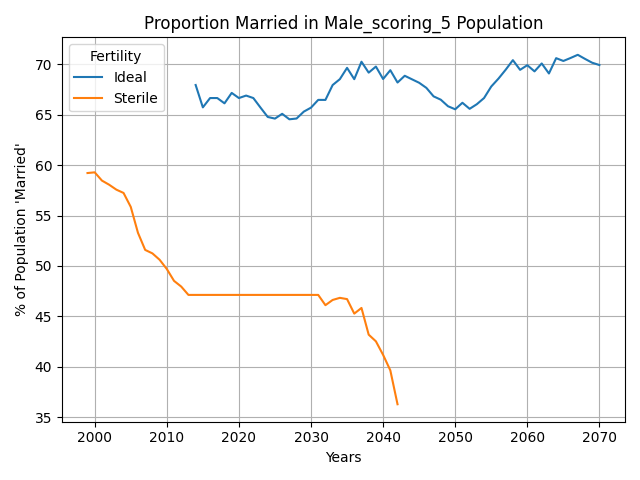 Proportion Married in Male_scoring_5 Population
Fertility
Ideal
Sterile
% of Population 'Married'
70
65
60
55
50
45
40
35
2000 2010 2020 2030 2040 2050 2060 2070
Years